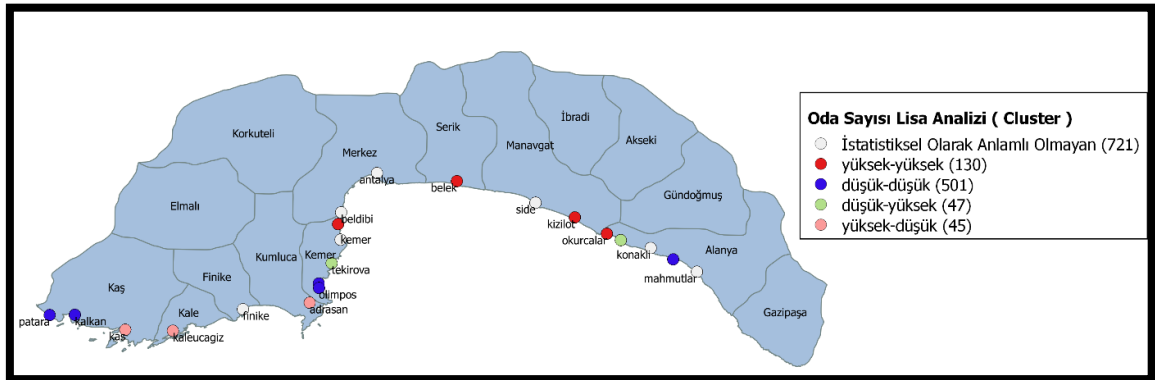 Oda Sayısı Lisa Analizi ( Cluster )
İstatistiksel Olarak Anlamlı Olmayan (721)
yüksek-yüksek (130)
düşük-düşük (501)
düşük-yüksek (47)
yüksek-düşük (45)
Korkuteli
Merkez
Serik
Manavgat
İbradi
Akseki
Gündoğmuş
Elmalı
antalya
belek
side
kizilot
okurcalar
konakli
Alanya
mahmutlar
Gazipaşa
beldibi
kemer
Kemer
tekirova
Kumluca
olimpos
adrasan
Finike
finike
Kaş
Kale
patara
kalkan
kaş
kaleucagiz